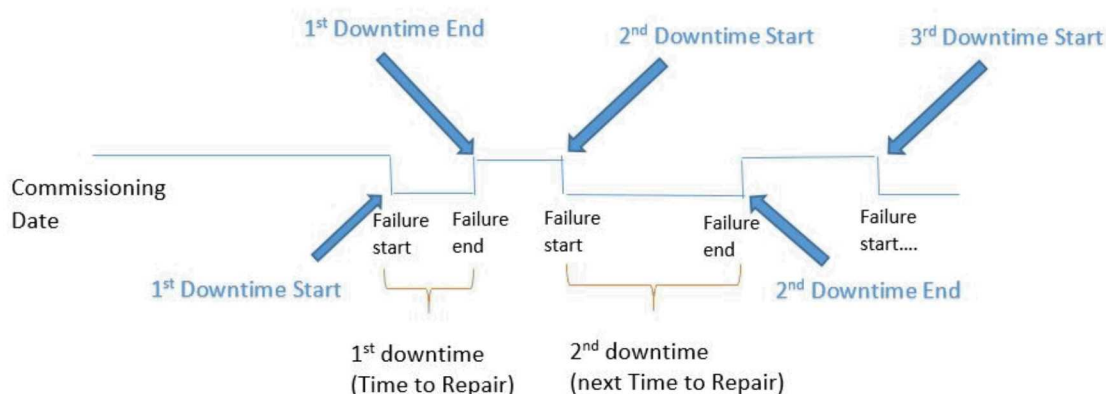 1st Downtime End
2nd Downtime Start
3rd Downtime Start
Commissioning
Date
Failure
start
Failure
end
Failure
start
Failure
end
Failure
start....
1st Downtime Start
2nd Downtime End
1st downtime
(Time to Repair)
2nd downtime
(next Time to Repair)